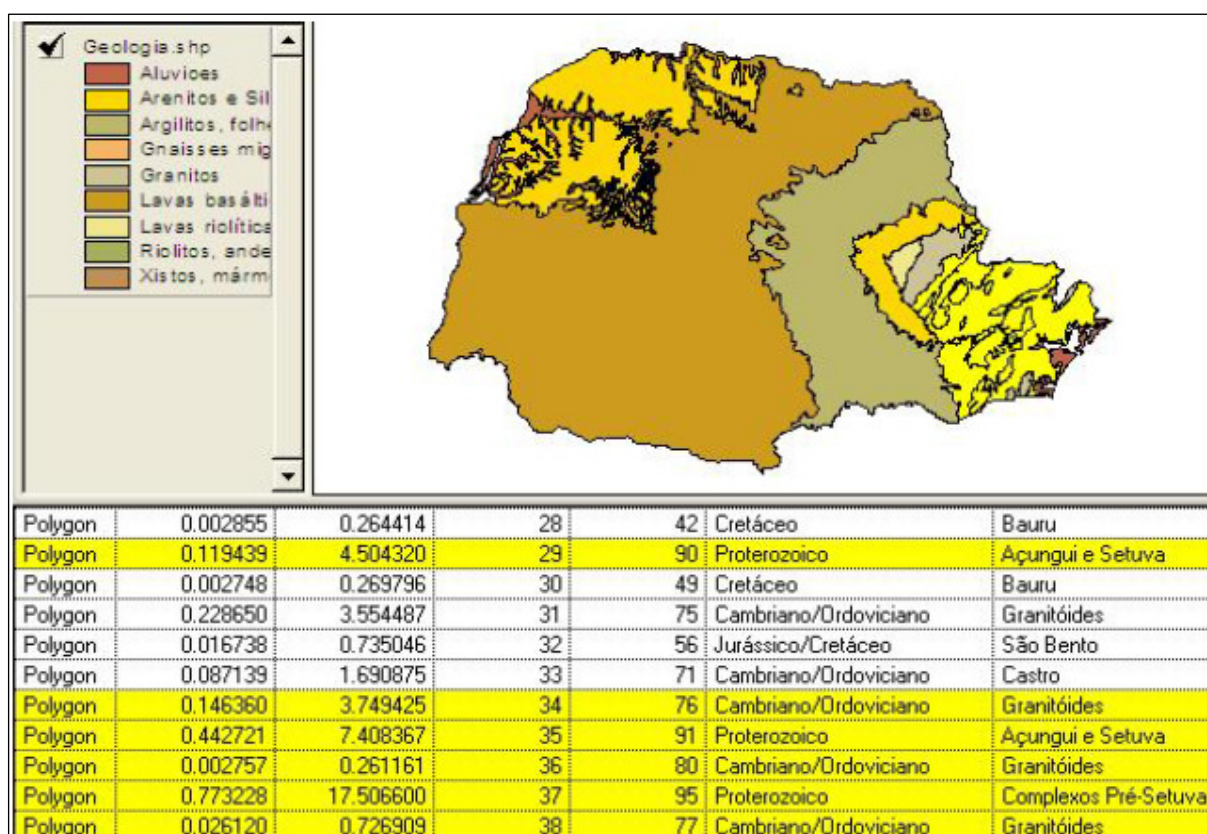 Geologia.shp
Aluvioes
Arenitos e Sil
Argilitos, folh
Gnaisses mig
Granitos
Lavas basálti
Lavas riolítica
Riolitos, ande
Xistos, márm
Polygon 0.002855 0.264414 28 42 Cretáceo Bauru
Polygon 0.119439 4.504320 29 90 Proterozoico Açungui e Setuva
Polygon 0.002748 0.269796 30 49 Cretáceo Bauru
Polygon 0.228650 3.554487 31 75 Cambriano/Ordoviciano Granitóides
Polygon 0.016738 0.735046 32 56 Jurássico/Cretáceo São Bento
Polygon 0.087139 1.690875 33 71 Cambriano/Ordoviciano Castro
Polygon 0.146360 3.749425 34 76 Cambriano/Ordoviciano Granitóides
Polygon 0.442721 7.408367 35 91 Proterozoico Açungui e Setuva
Polygon 0.002757 0.261161 36 80 Cambriano/Ordoviciano Granitóides
Polygon 0.773228 17.506600 37 95 Proterozoico Complexos Pré-Setuva
Polygon 0.026120 0.726909 38 77 Cambriano/Ordoviciano Granitóides